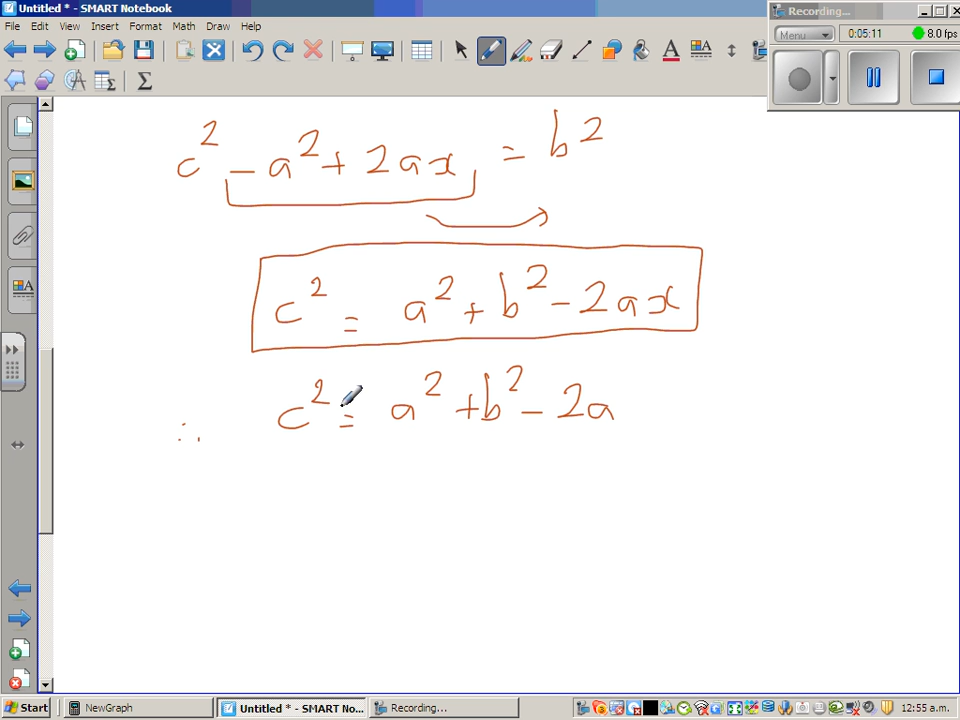 Untitled * - SMART Notebook
Recording...
File Edit View Insert Format Math Draw Help
Menu
0:05:11
8.0 fps
c² - a² + 2ax = b²
c² = a² + b² - 2ax
∴ c² = a² + b² - 2a
Start
NewGraph
Untitled * - SMART No...
Recording...
12:55 a.m.